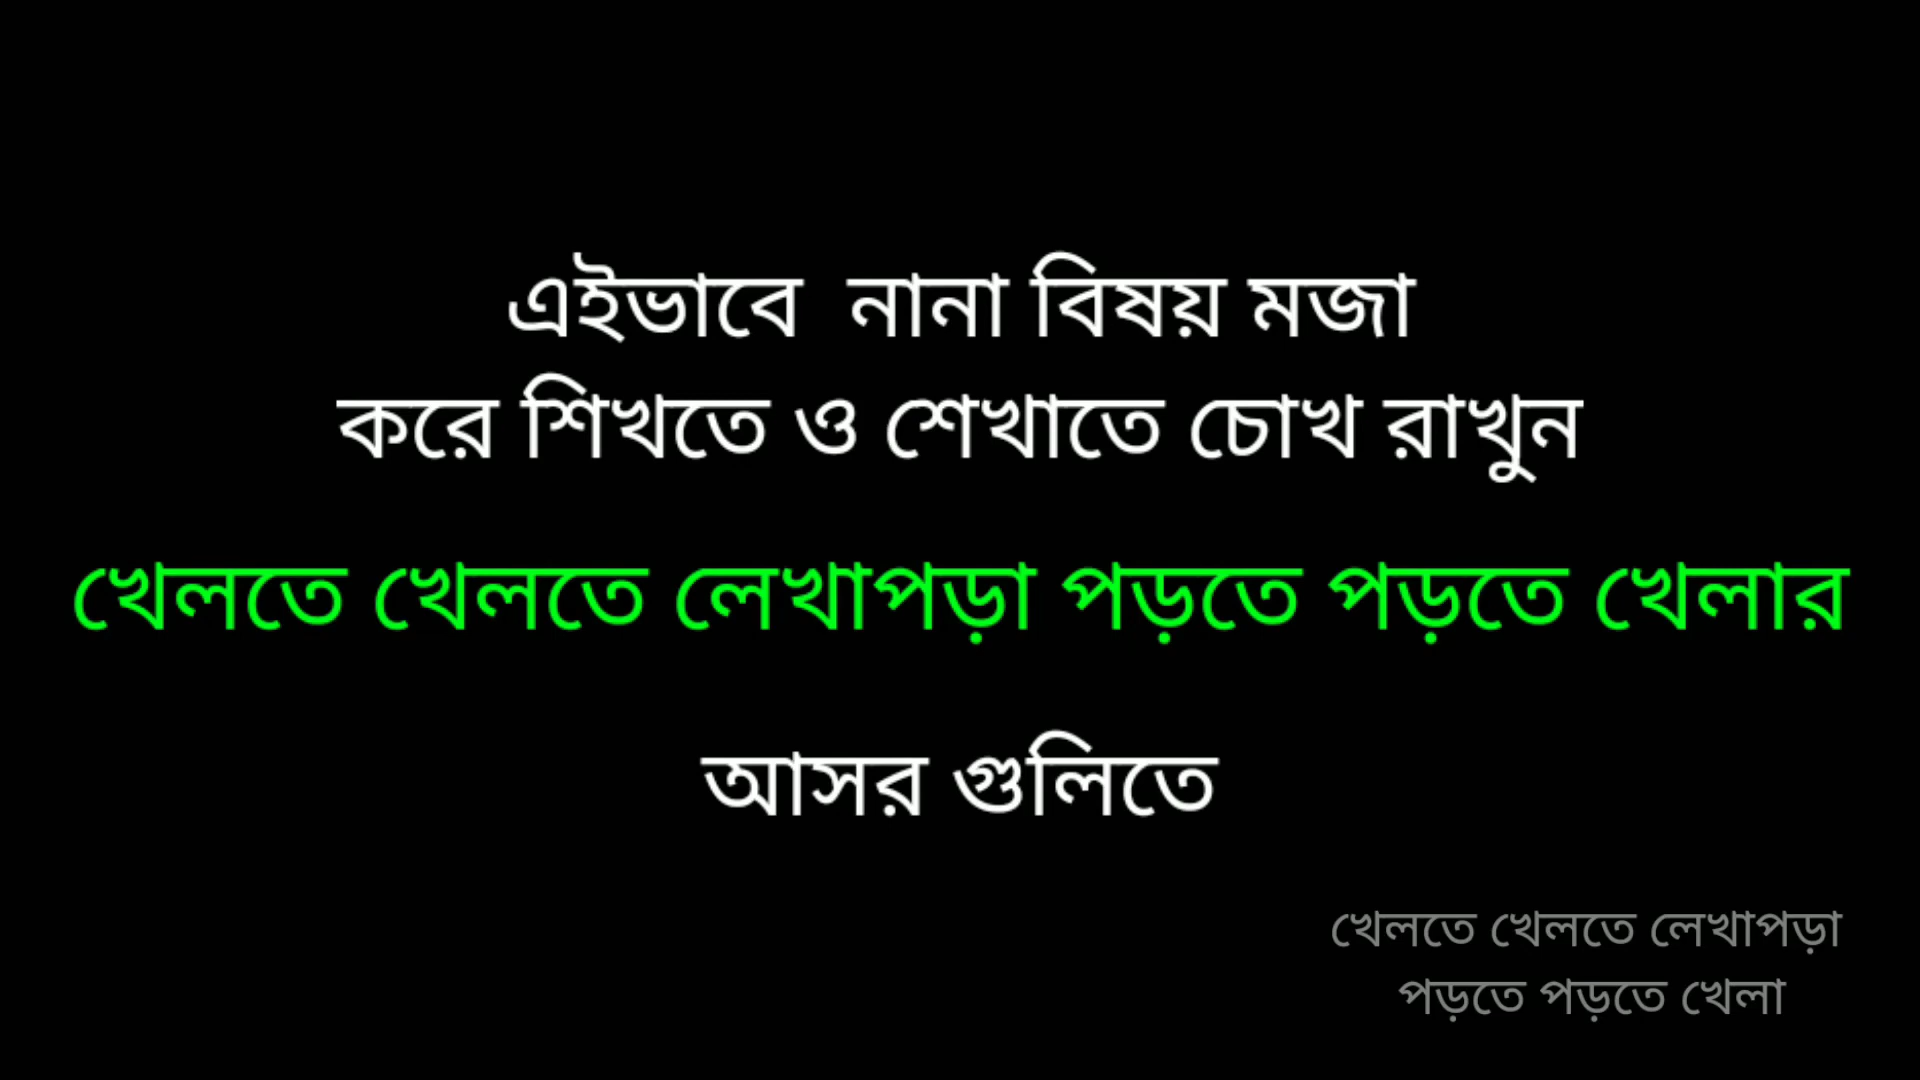 এইভাবে নানা বিষয় মজা
করে শিখতে ও শেখাতে চোখ রাখুন
খেলতে খেলতে লেখাপড়া পড়তে পড়তে খেলার
আসর গুলিতে
খেলতে খেলতে লেখাপড়া
পড়তে পড়তে খেলা